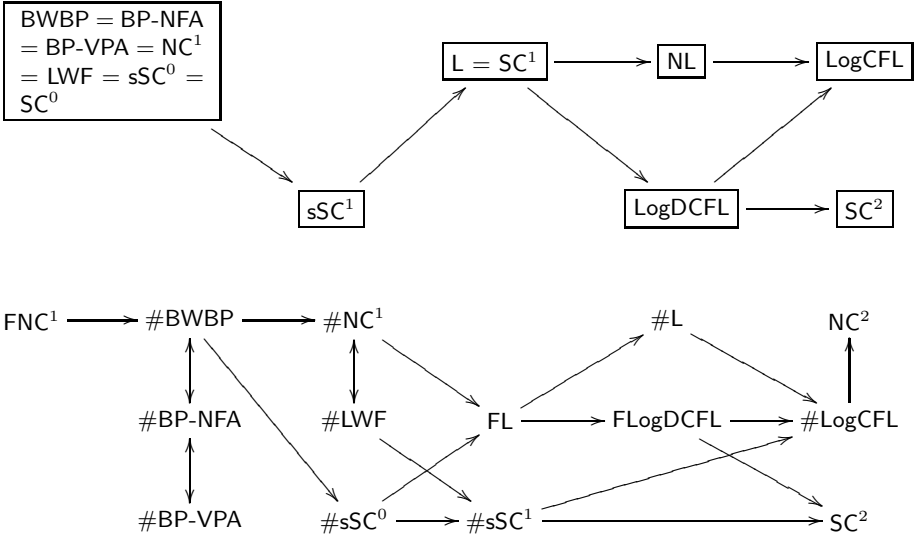 BWBP = BP-NFA
= BP-VPA = NC¹
= LWF = sSC⁰ =
SC⁰
L = SC¹
NL
LogCFL
sSC¹
LogDCFL
SC²
FNC¹
#BWBP
#NC¹
#L
NC²
#BP-NFA
#LWF
FL
FLogDCFL
#LogCFL
#BP-VPA
#sSC⁰
#sSC¹
SC²